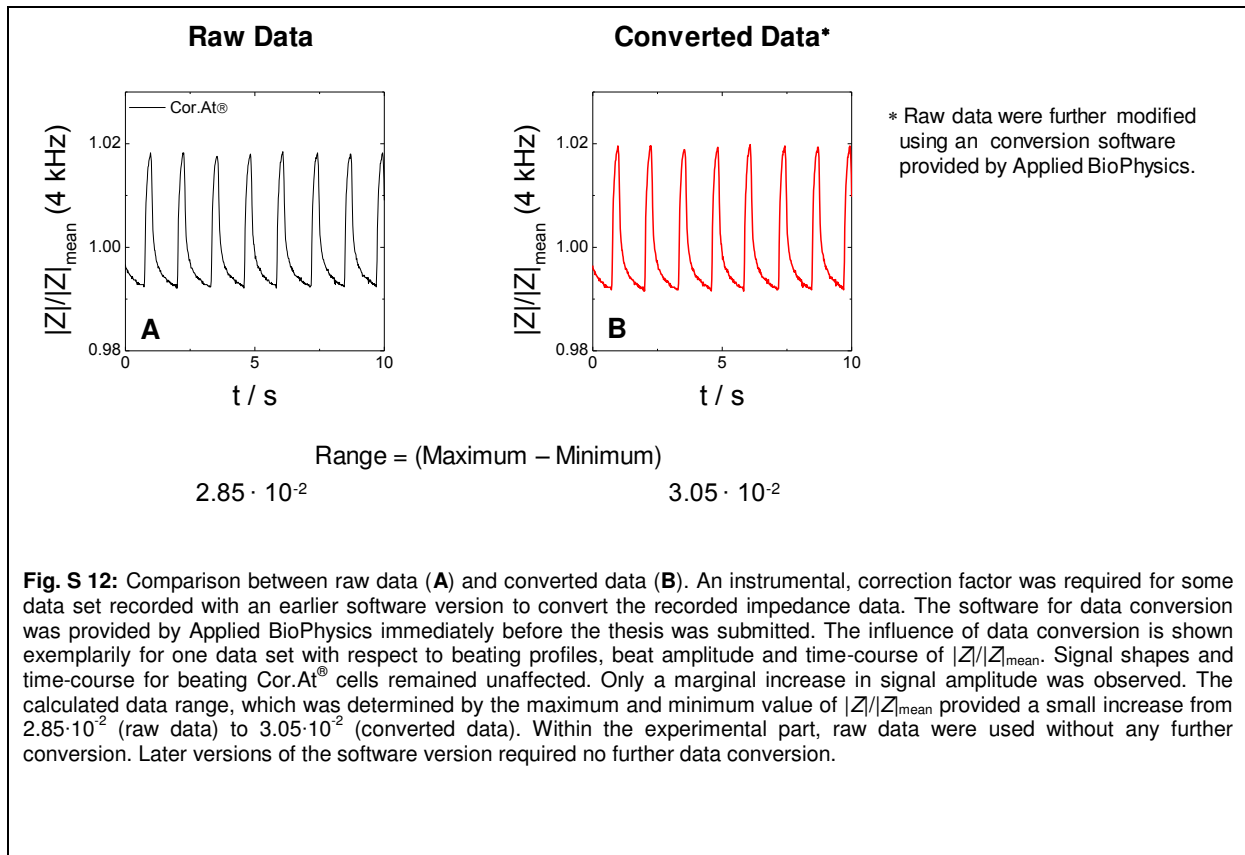 Raw Data
Converted Data*
Cor.At®
|Z|/|Z|mean (4 kHz)
1.02
1.00
0.98
A
0
5
10
t / s
|Z|/|Z|mean (4 kHz)
1.02
1.00
0.98
B
0
5
10
t / s
* Raw data were further modified
using an conversion software
provided by Applied BioPhysics.
Range = (Maximum – Minimum)
2.85 · 10-2
3.05 · 10-2
Fig. S 12: Comparison between raw data (A) and converted data (B). An instrumental, correction factor was required for some
data set recorded with an earlier software version to convert the recorded impedance data. The software for data conversion
was provided by Applied BioPhysics immediately before the thesis was submitted. The influence of data conversion is shown
exemplarily for one data set with respect to beating profiles, beat amplitude and time-course of |Z|/|Z|mean. Signal shapes and
time-course for beating Cor.At® cells remained unaffected. Only a marginal increase in signal amplitude was observed. The
calculated data range, which was determined by the maximum and minimum value of |Z|/|Z|mean provided a small increase from
2.85·10-2 (raw data) to 3.05·10-2 (converted data). Within the experimental part, raw data were used without any further
conversion. Later versions of the software version required no further data conversion.